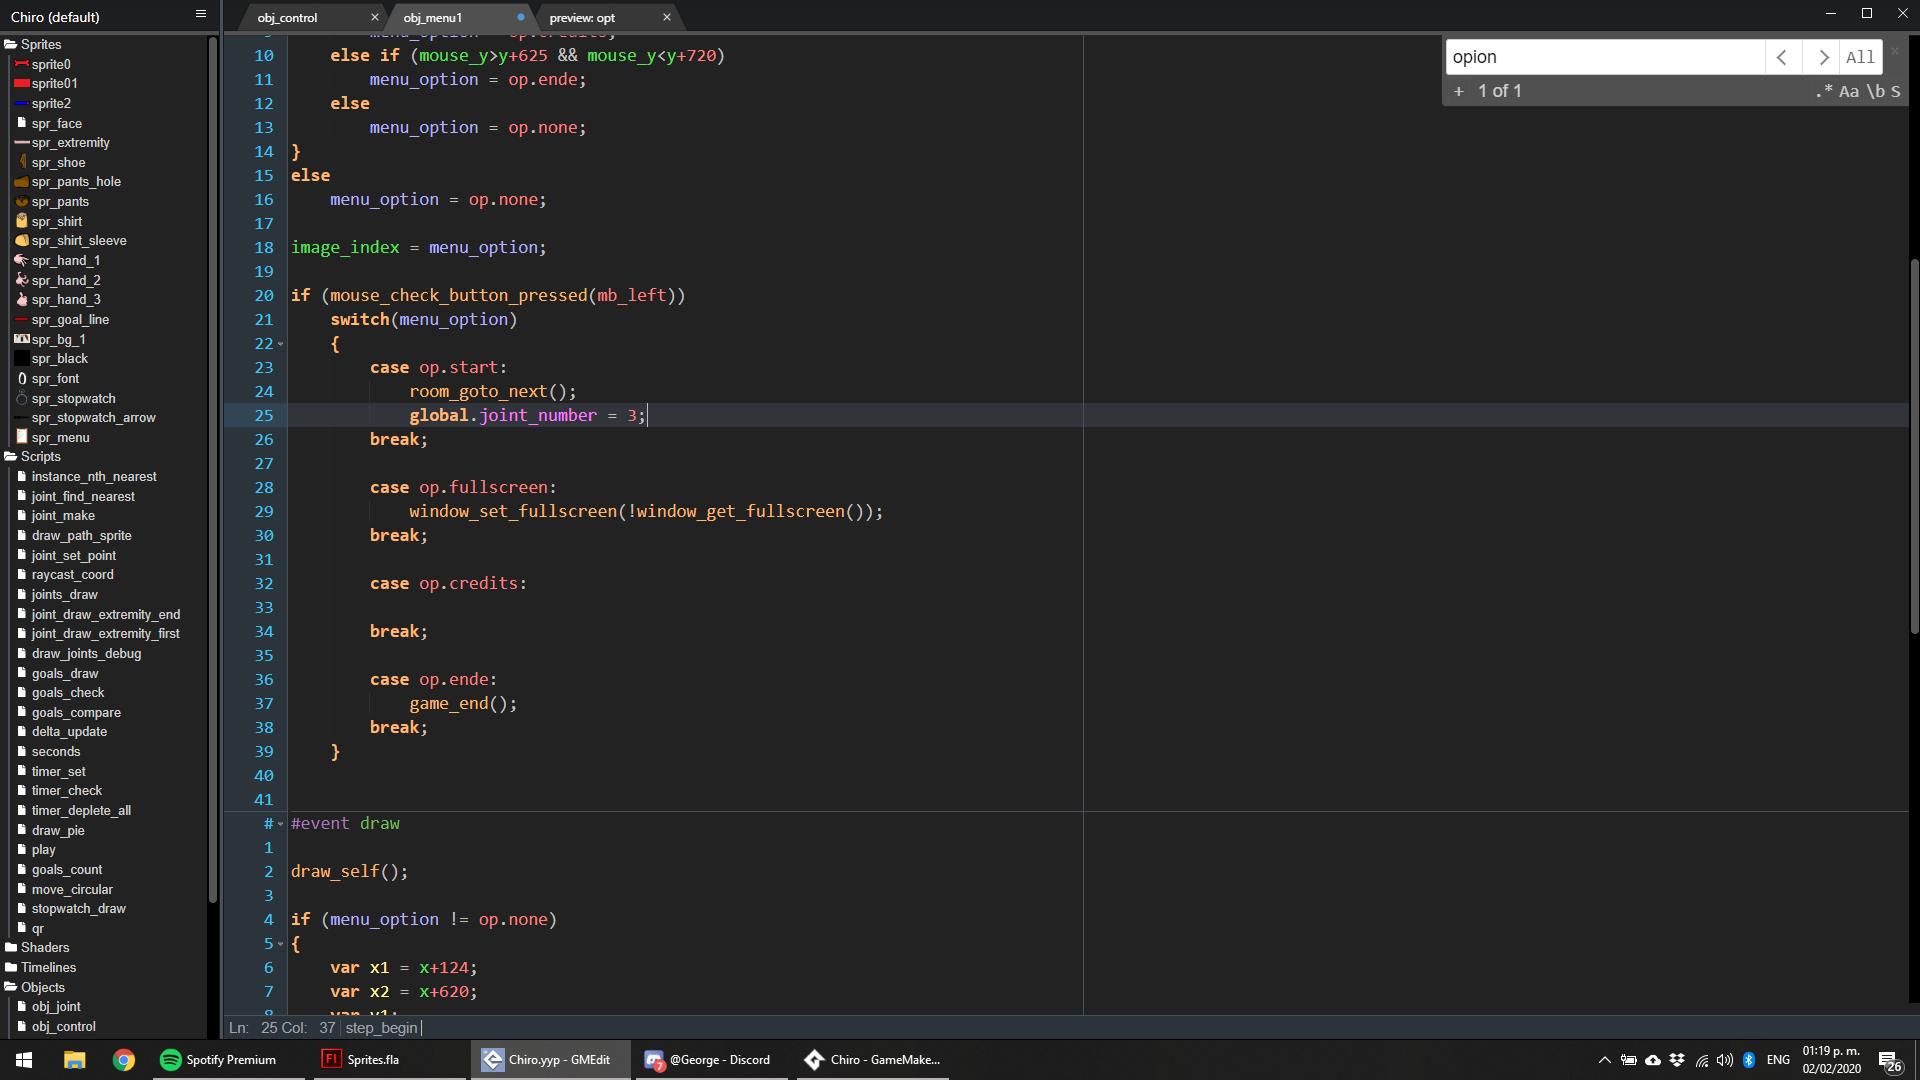 Chiro (default)
obj_control
obj_menu1
preview: opt
Sprites
sprite0
sprite01
sprite2
spr_face
spr_extremity
spr_shoe
spr_pants_hole
spr_pants
spr_shirt
spr_shirt_sleeve
spr_hand_1
spr_hand_2
spr_hand_3
spr_goal_line
spr_bg_1
spr_black
spr_font
spr_stopwatch
spr_stopwatch_arrow
spr_menu
Scripts
instance_nth_nearest
joint_find_nearest
joint_make
draw_path_sprite
joint_set_point
raycast_coord
joints_draw
joint_draw_extremity_end
joint_draw_extremity_first
draw_joints_debug
goals_draw
goals_check
goals_compare
delta_update
seconds
timer_set
timer_check
timer_deplete_all
draw_pie
play
goals_count
move_circular
stopwatch_draw
qr
Shaders
Timelines
Objects
obj_joint
obj_control
10 else if (mouse_y>y+625 && mouse_y<y+720)
11 menu_option = op.ende;
12 else
13 menu_option = op.none;
14 }
15 else
16 menu_option = op.none;
17
18 image_index = menu_option;
19
20 if (mouse_check_button_pressed(mb_left))
21 switch(menu_option)
22 {
23 case op.start:
24 room_goto_next();
25 global.joint_number = 3;
26 break;
27
28 case op.fullscreen:
29 window_set_fullscreen(!window_get_fullscreen());
30 break;
31
32 case op.credits:
33
34 break;
35
36 case op.ende:
37 game_end();
38 break;
39 }
40
41
# #event draw
1
2 draw_self();
3
4 if (menu_option != op.none)
5 {
6 var x1 = x+124;
7 var x2 = x+620;
opion
All
+ 1 of 1
.* Aa \b S
Ln: 25 Col: 37 step_begin
Spotify Premium
Fl Sprites.fla
Chiro.yyp - GMEdit
7 @George - Discord
Chiro - GameMake...
ENG
01:19 p. m.
02/02/2020
26